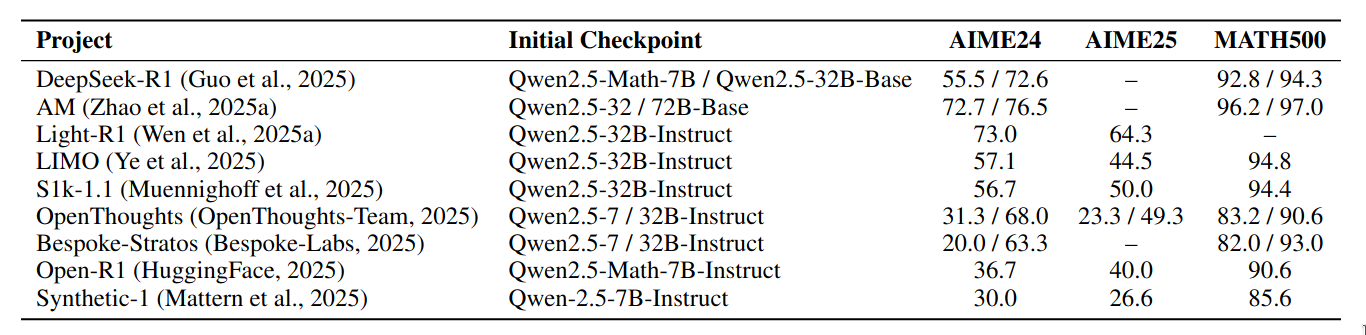 Project Initial Checkpoint AIME24 AIME25 MATH500
DeepSeek-R1 (Guo et al., 2025) Qwen2.5-Math-7B / Qwen2.5-32B-Base 55.5 / 72.6 – 92.8 / 94.3
AM (Zhao et al., 2025a) Qwen2.5-32 / 72B-Base 72.7 / 76.5 – 96.2 / 97.0
Light-R1 (Wen et al., 2025a) Qwen2.5-32B-Instruct 73.0 64.3 –
LIMO (Ye et al., 2025) Qwen2.5-32B-Instruct 57.1 44.5 94.8
S1k-1.1 (Muennighoff et al., 2025) Qwen2.5-32B-Instruct 56.7 50.0 94.4
OpenThoughts (OpenThoughts-Team, 2025) Qwen2.5-7 / 32B-Instruct 31.3 / 68.0 23.3 / 49.3 83.2 / 90.6
Bespoke-Stratos (Bespoke-Labs, 2025) Qwen2.5-7 / 32B-Instruct 20.0 / 63.3 – 82.0 / 93.0
Open-R1 (HuggingFace, 2025) Qwen2.5-Math-7B-Instruct 36.7 40.0 90.6
Synthetic-1 (Mattern et al., 2025) Qwen-2.5-7B-Instruct 30.0 26.6 85.6